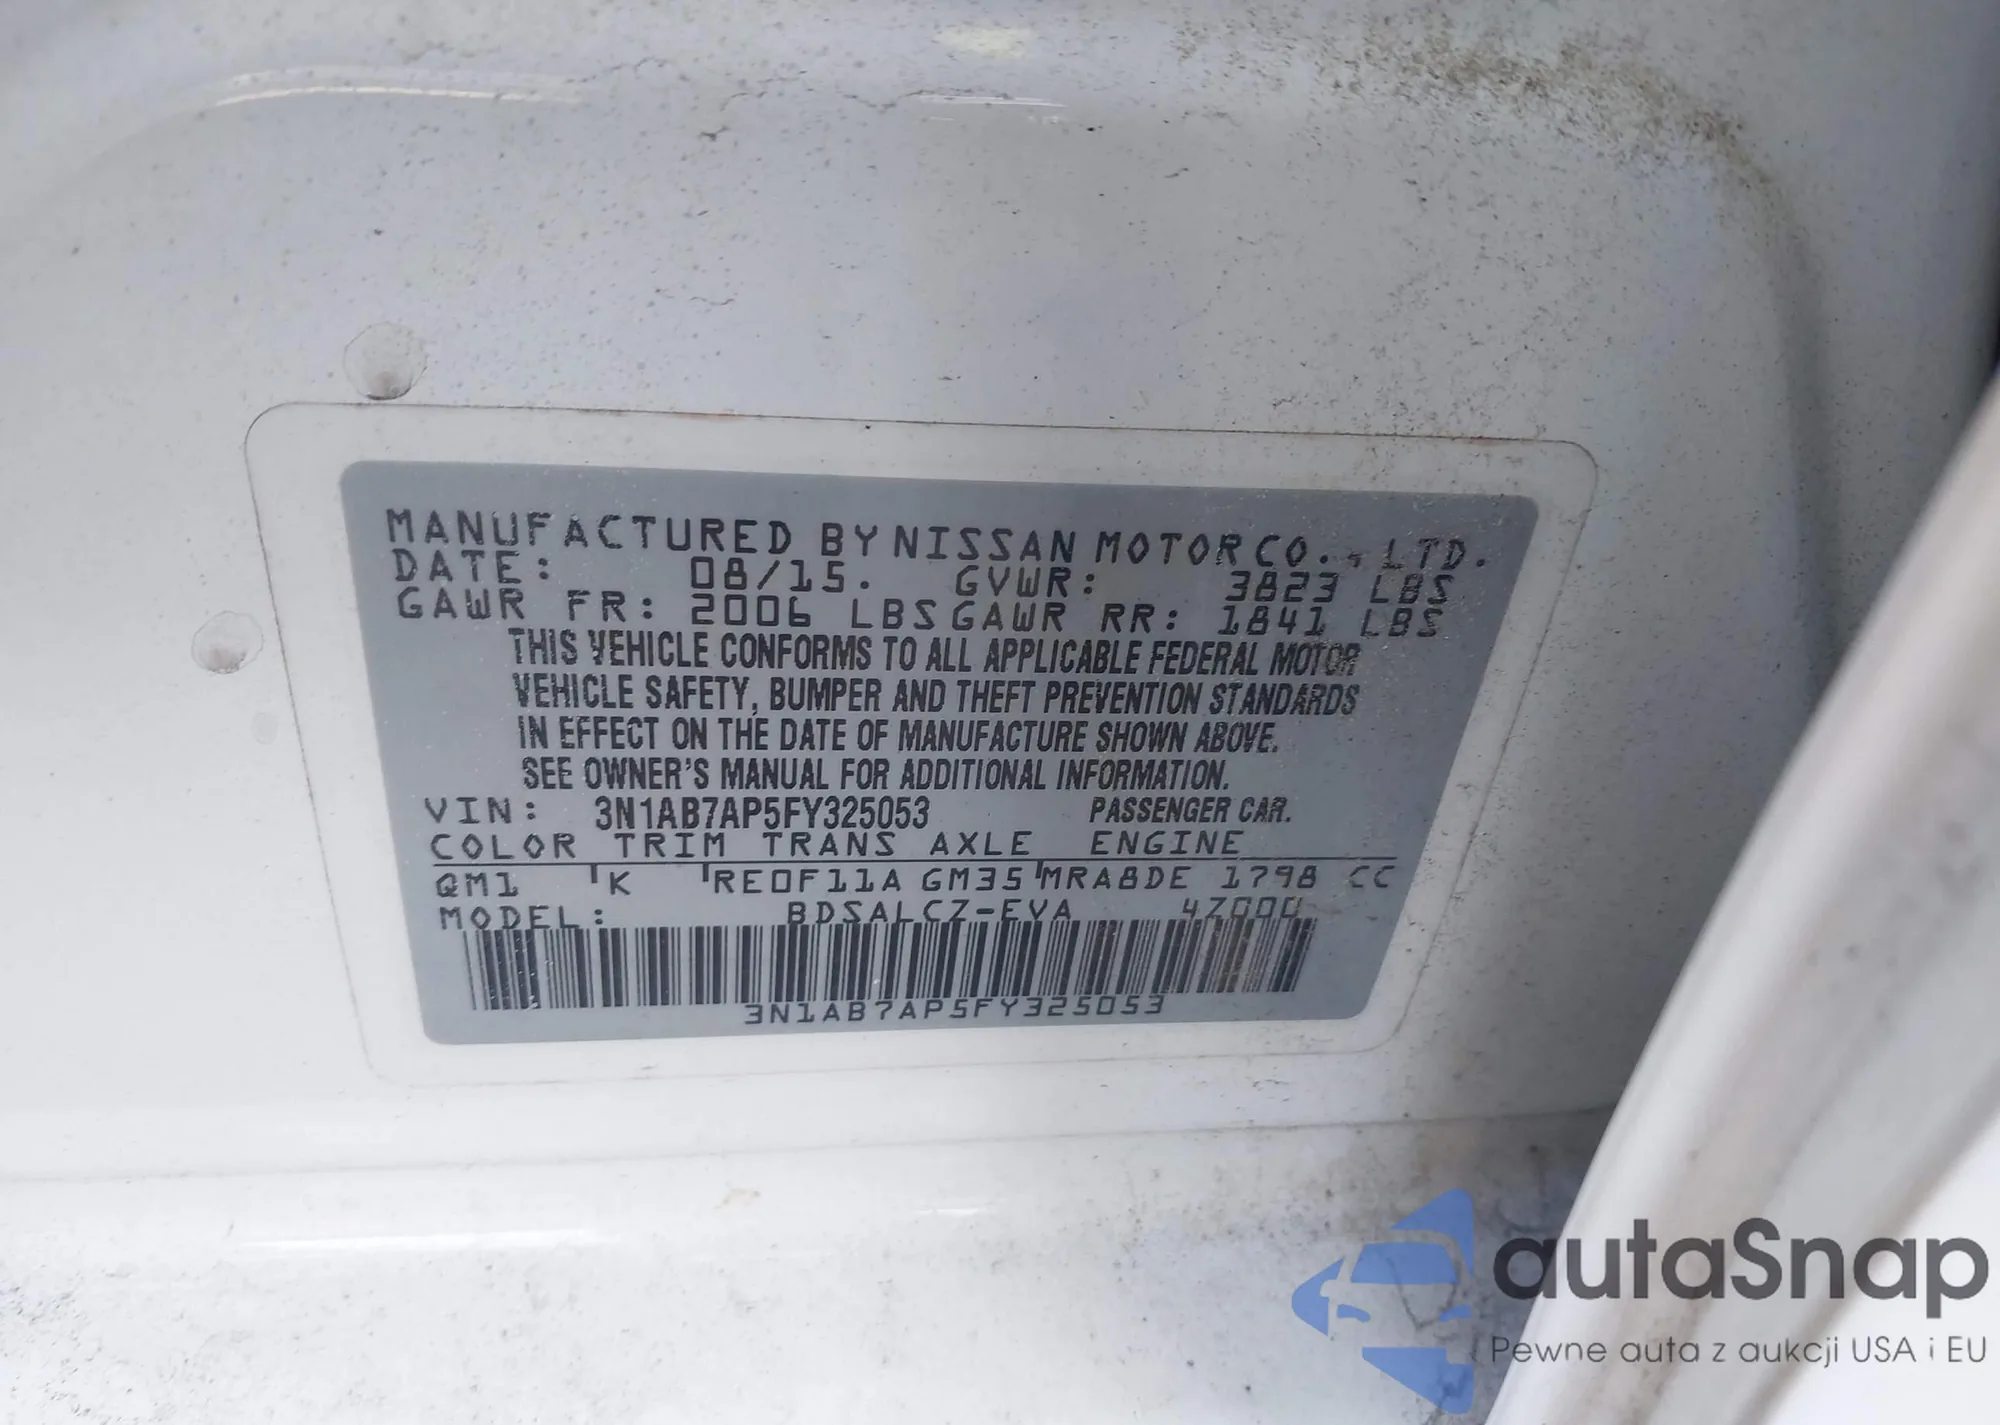 MANUFACTURED BY NISSAN MOTOR CO., LTD.
DATE: 08/15. GVWR: 3823 LBS
GAWR FR: 2006 LBS GAWR RR: 1841 LBS
THIS VEHICLE CONFORMS TO ALL APPLICABLE FEDERAL MOTOR
VEHICLE SAFETY, BUMPER AND THEFT PREVENTION STANDARDS
IN EFFECT ON THE DATE OF MANUFACTURE SHOWN ABOVE.
SEE OWNER'S MANUAL FOR ADDITIONAL INFORMATION.
VIN: 3N1AB7AP5FY325053 PASSENGER CAR.
COLOR TRIM TRANS AXLE ENGINE
QM1 K RE0F11A GM35 MRA8DE 1798 CC
MODEL: BDSALCZ-EVA 4Z000
3N1AB7AP5FY325053
autaSnap
Pewne auta z aukcji USA i EU